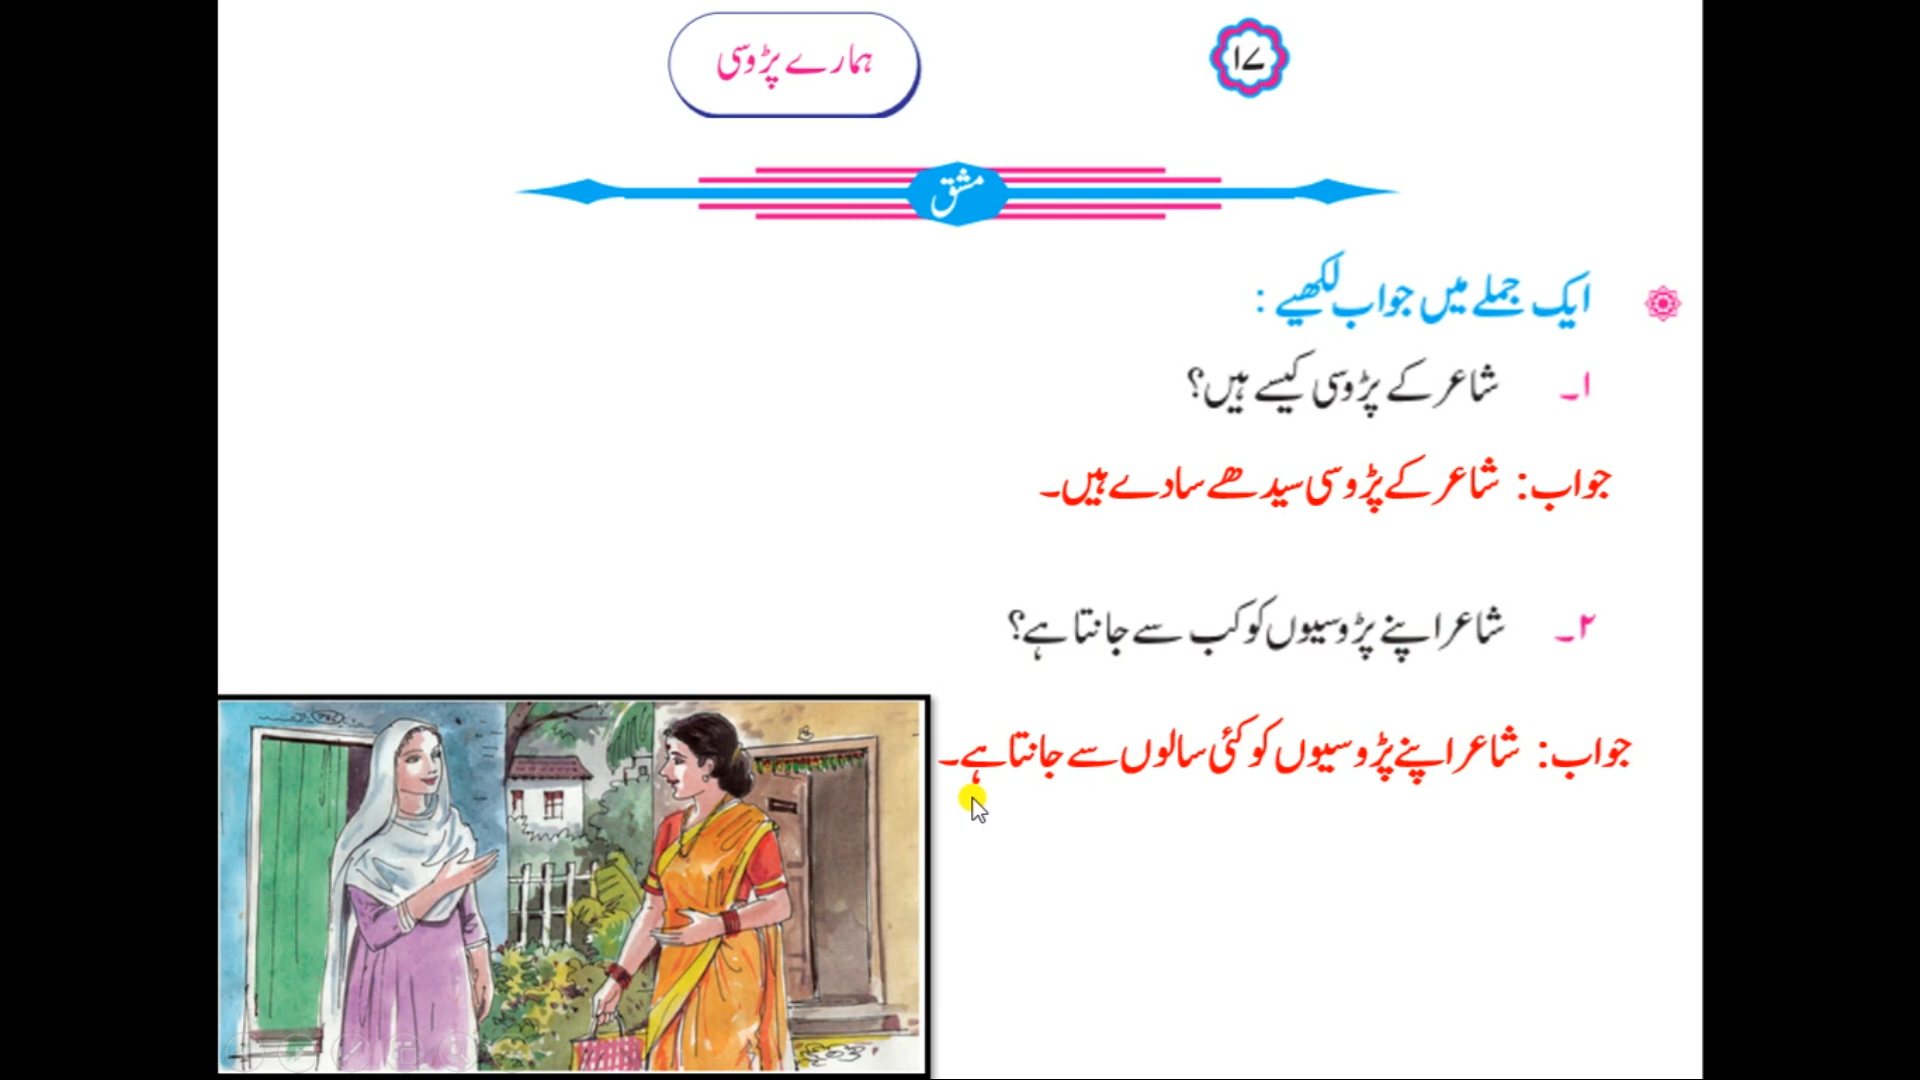 ۱۷
ہمارے پڑوسی
مشق
ایک جملے میں جواب لکھیے :
۱۔ شاعر کے پڑوسی کیسے ہیں؟
جواب: شاعر کے پڑوسی سیدھے سادے ہیں۔
۲۔ شاعر اپنے پڑوسیوں کو کب سے جانتا ہے؟
جواب: شاعر اپنے پڑوسیوں کو کئی سالوں سے جانتا ہے۔